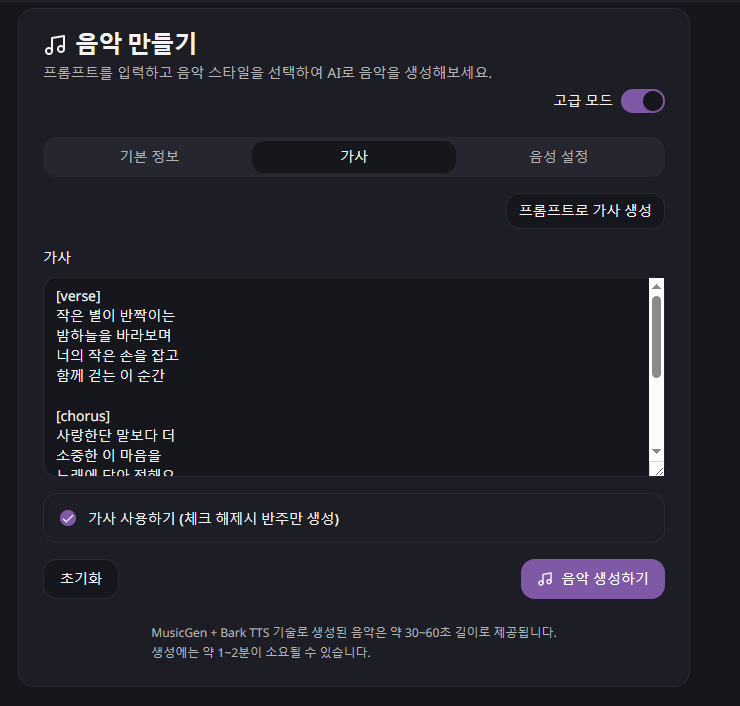 음악 만들기
프롬프트를 입력하고 음악 스타일을 선택하여 AI로 음악을 생성해보세요.
고급 모드
기본 정보
가사
음성 설정
프롬프트로 가사 생성
가사
[verse]
작은 별이 반짝이는
밤하늘을 바라보며
너의 작은 손을 잡고
함께 걷는 이 순간
[chorus]
사랑한단 말보다 더
소중한 이 마음을
노래에 담아 전해요
가사 사용하기 (체크 해제시 반주만 생성)
초기화
음악 생성하기
MusicGen + Bark TTS 기술로 생성된 음악은 약 30~60초 길이로 제공됩니다.
생성에는 약 1~2분이 소요될 수 있습니다.